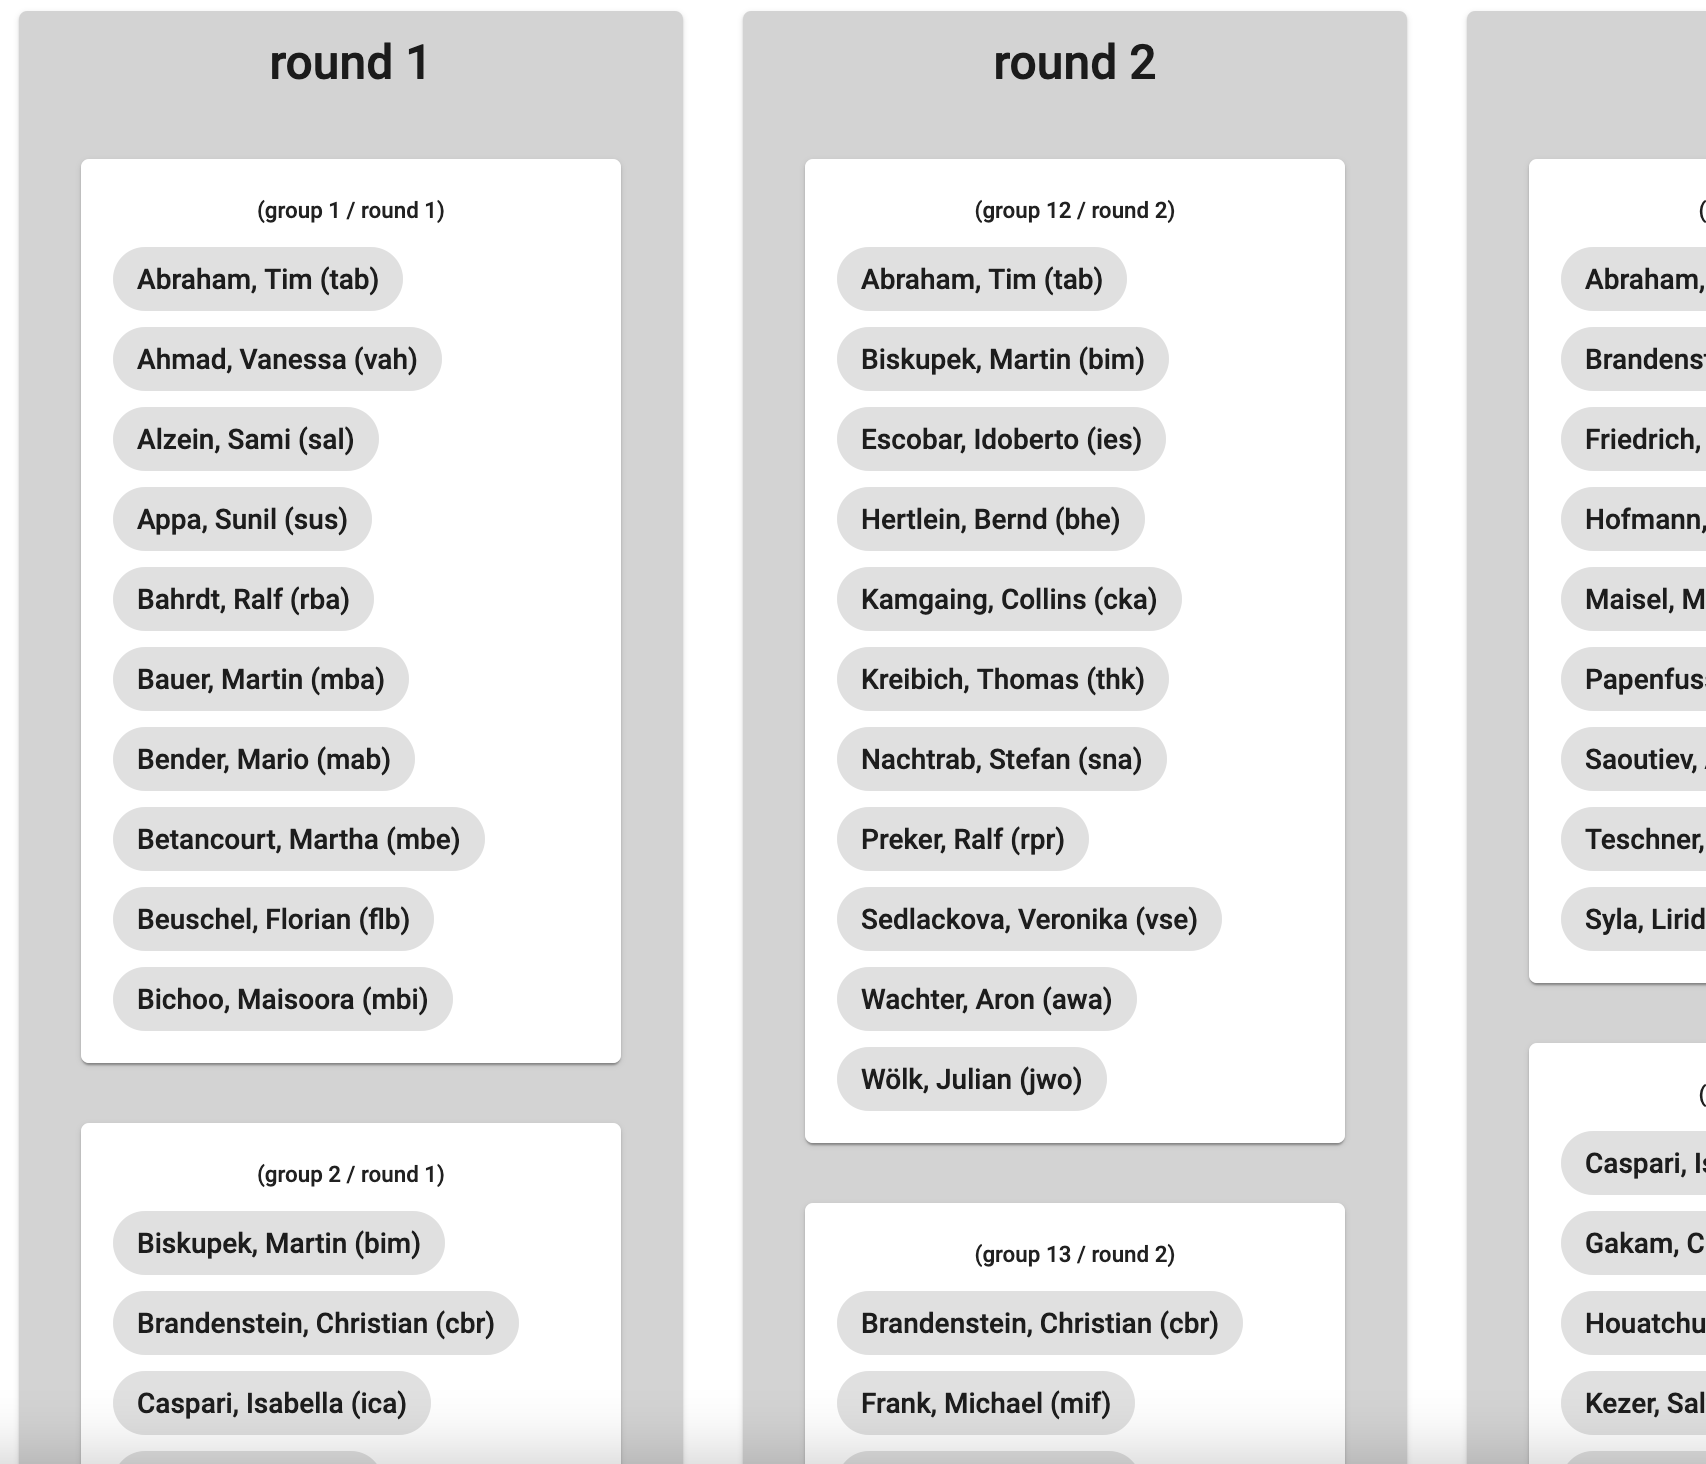 round 1
(group 1 / round 1)
Abraham, Tim (tab)
Ahmad, Vanessa (vah)
Alzein, Sami (sal)
Appa, Sunil (sus)
Bahrdt, Ralf (rba)
Bauer, Martin (mba)
Bender, Mario (mab)
Betancourt, Martha (mbe)
Beuschel, Florian (flb)
Bichoo, Maisoora (mbi)
(group 2 / round 1)
Biskupek, Martin (bim)
Brandenstein, Christian (cbr)
Caspari, Isabella (ica)
round 2
(group 12 / round 2)
Abraham, Tim (tab)
Biskupek, Martin (bim)
Escobar, Idoberto (ies)
Hertlein, Bernd (bhe)
Kamgaing, Collins (cka)
Kreibich, Thomas (thk)
Nachtrab, Stefan (sna)
Preker, Ralf (rpr)
Sedlackova, Veronika (vse)
Wachter, Aron (awa)
Wölk, Julian (jwo)
(group 13 / round 2)
Brandenstein, Christian (cbr)
Frank, Michael (mif)
Abraham,
Friedrich,
Hofmann,
Maisel, M
Saoutiev,
Teschner,
Syla, Lirid
Caspari, Is
Gakam, C
Houatchu
Kezer, Sal